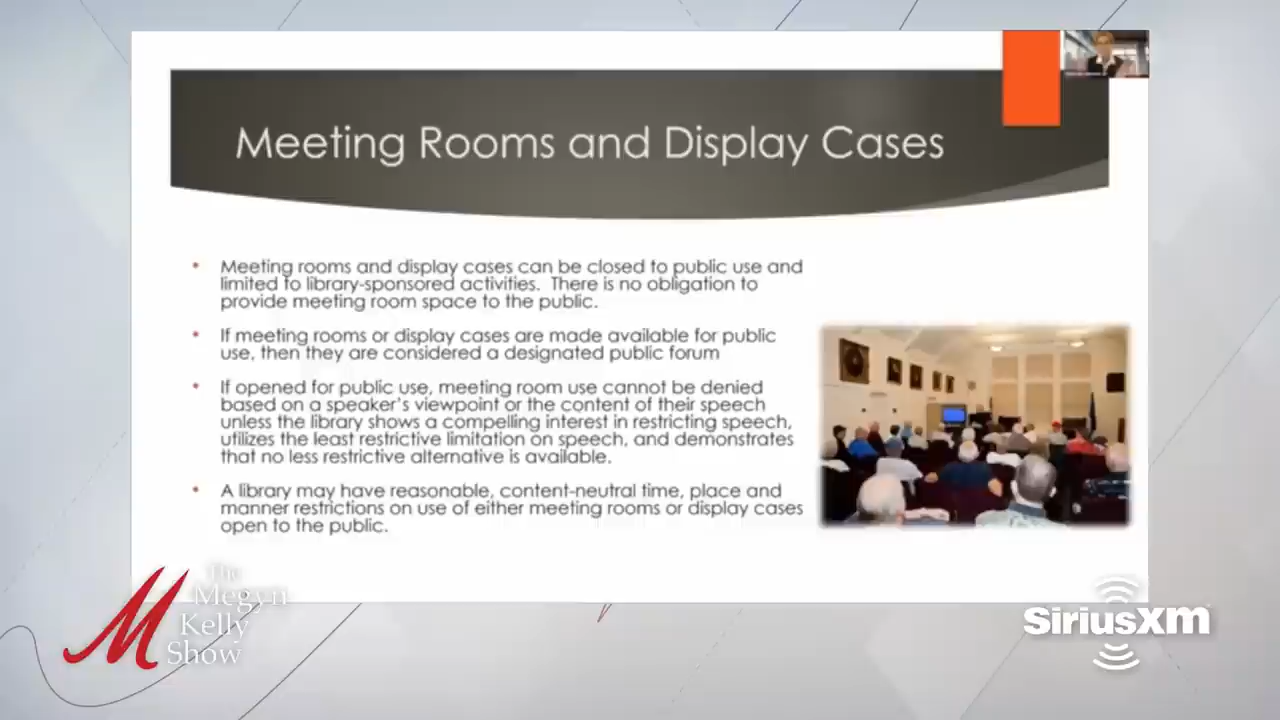 Meeting Rooms and Display Cases
• Meeting rooms and display cases can be closed to public use and
limited to library-sponsored activities. There is no obligation to
provide meeting room space to the public.
• If meeting rooms or display cases are made available for public
use, then they are considered a designated public forum
• If opened for public use, meeting room use cannot be denied
based on a speaker's viewpoint or the content of their speech
unless the library shows a compelling interest in restricting speech,
utilizes the least restrictive limitation on speech, and demonstrates
that no less restrictive alternative is available.
• A library may have reasonable, content-neutral time, place and
manner restrictions on use of either meeting rooms or display cases
open to the public.
The
Megyn
Kelly
Show
M
SiriusXM